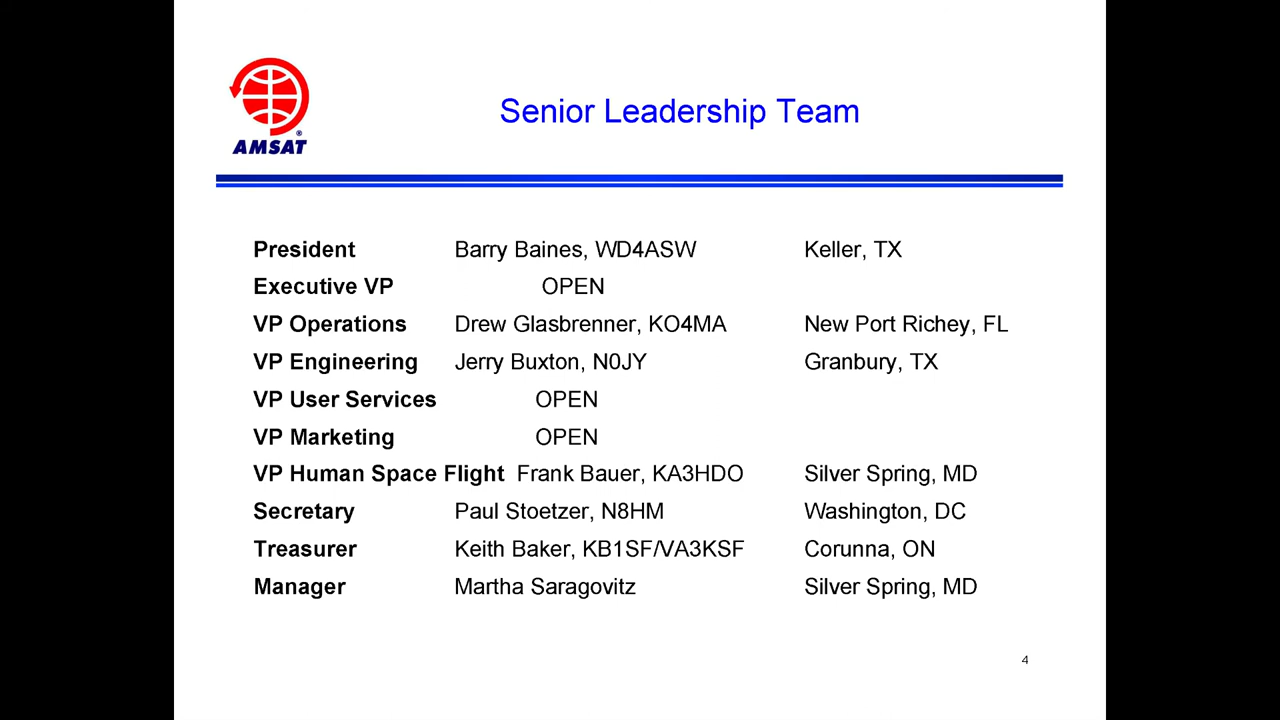 AMSAT®
Senior Leadership Team
President Barry Baines, WD4ASW Keller, TX
Executive VP OPEN
VP Operations Drew Glasbrenner, KO4MA New Port Richey, FL
VP Engineering Jerry Buxton, N0JY Granbury, TX
VP User Services OPEN
VP Marketing OPEN
VP Human Space Flight Frank Bauer, KA3HDO Silver Spring, MD
Secretary Paul Stoetzer, N8HM Washington, DC
Treasurer Keith Baker, KB1SF/VA3KSF Corunna, ON
Manager Martha Saragovitz Silver Spring, MD
4